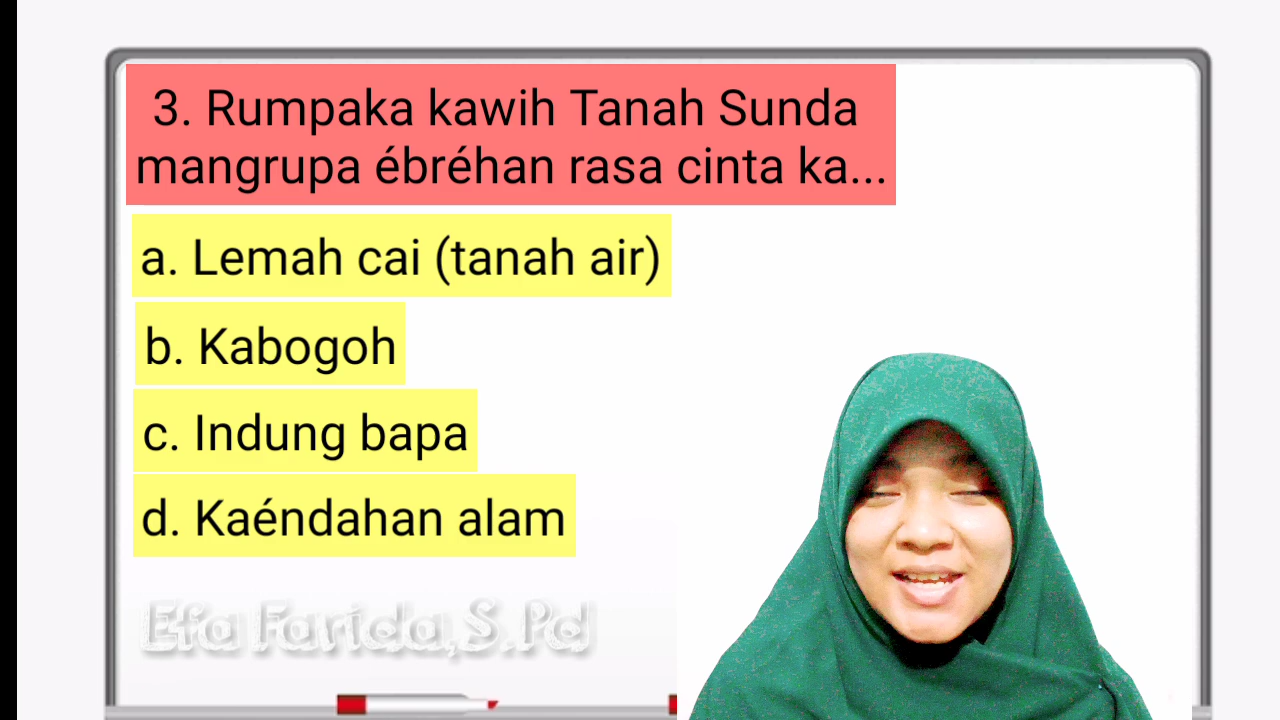 3. Rumpaka kawih Tanah Sunda
mangrupa ébréhan rasa cinta ka...
a. Lemah cai (tanah air)
b. Kabogoh
c. Indung bapa
d. Kaéndahan alam
Efa Farida,S.Pd